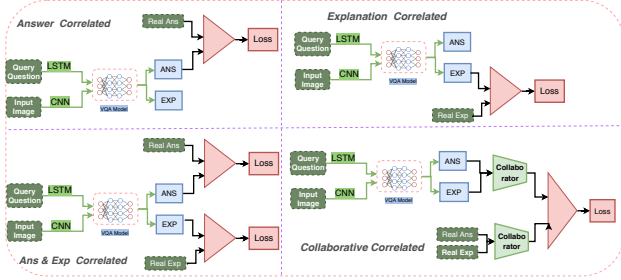 Answer Correlated
Real Ans
Loss
Query
Question
LSTM
Input
Image
CNN
VQA Model
ANS
EXP
Explanation Correlated
Query
Question
LSTM
Input
Image
CNN
VQA Model
ANS
EXP
Real Exp
Loss
Real Ans
Loss
Query
Question
LSTM
Input
Image
CNN
VQA Model
ANS
EXP
Real Exp
Loss
Ans & Exp Correlated
Query
Question
LSTM
Input
Image
CNN
VQA Model
ANS
EXP
Collabo
rator
Real Ans
Real Exp
Collabo
rator
Loss
Collaborative Correlated